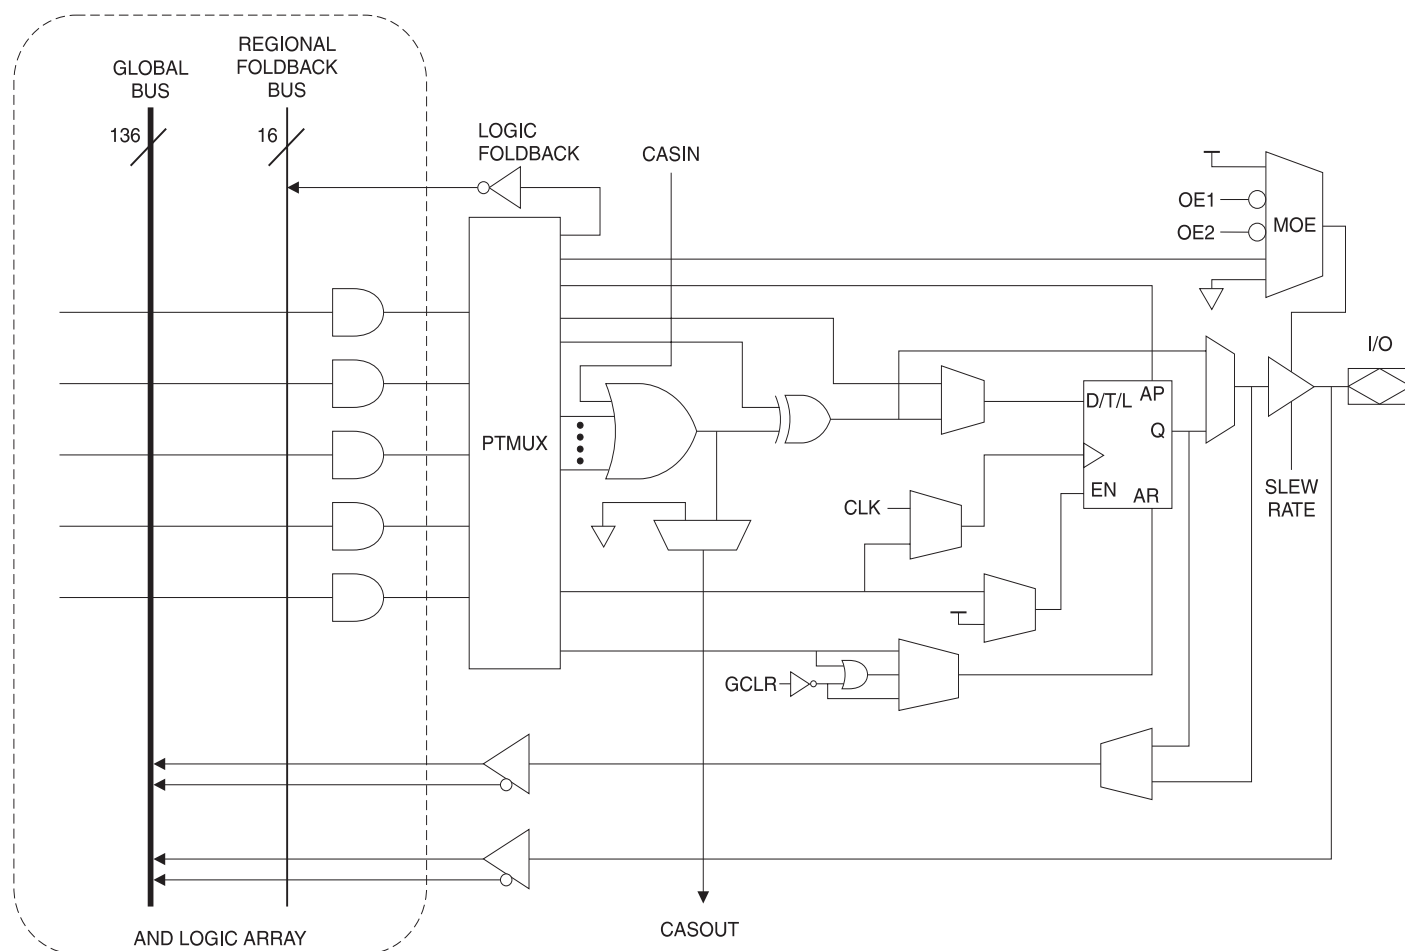 GLOBAL
BUS
REGIONAL
FOLDBACK
BUS
136
16
LOGIC
FOLDBACK
CASIN
OE1
OE2
MOE
I/O
PTMUX
D/T/L
AP
Q
EN
AR
CLK
SLEW
RATE
GCLR
AND LOGIC ARRAY
CASOUT